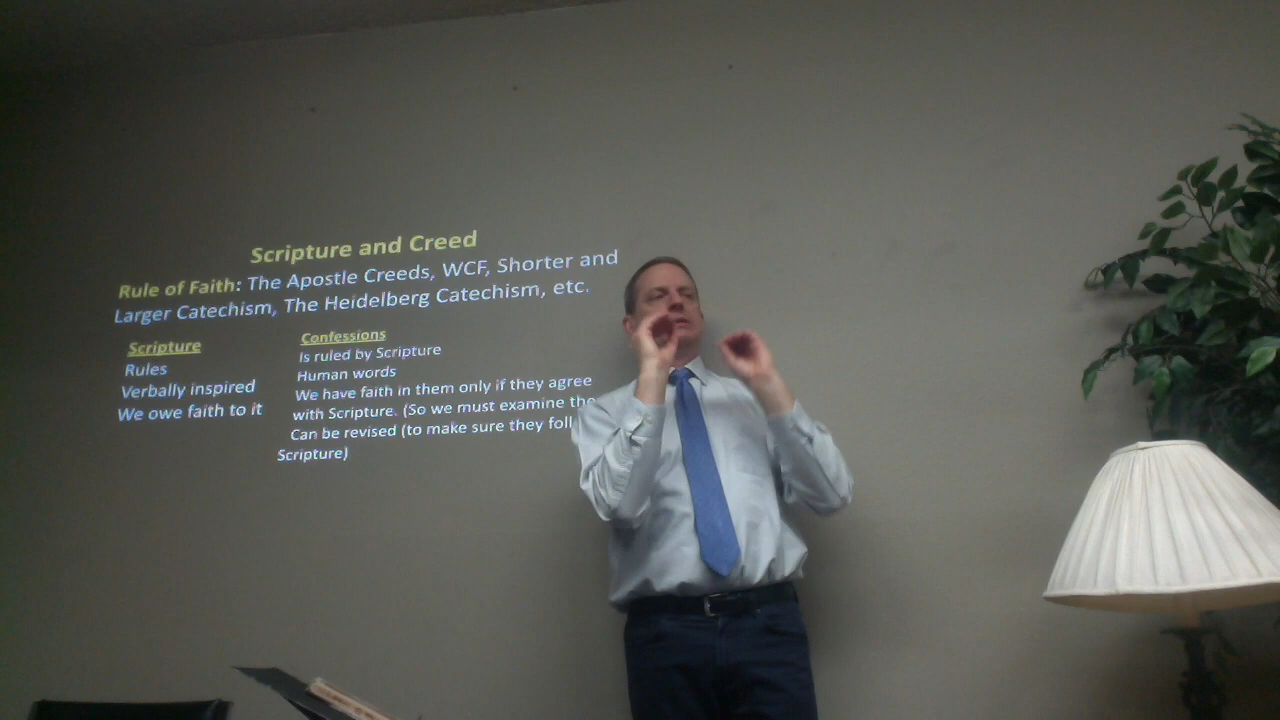 Scripture and Creed
Rule of Faith: The Apostle Creeds, WCF, Shorter and
Larger Catechism, The Heidelberg Catechism, etc.
Scripture
Rules
Verbally inspired
We owe faith to it
Confessions
Is ruled by Scripture
Human words
We have faith in them only if they agree
with Scripture. (So we must examine
Can be revised (to make sure they
Scripture)